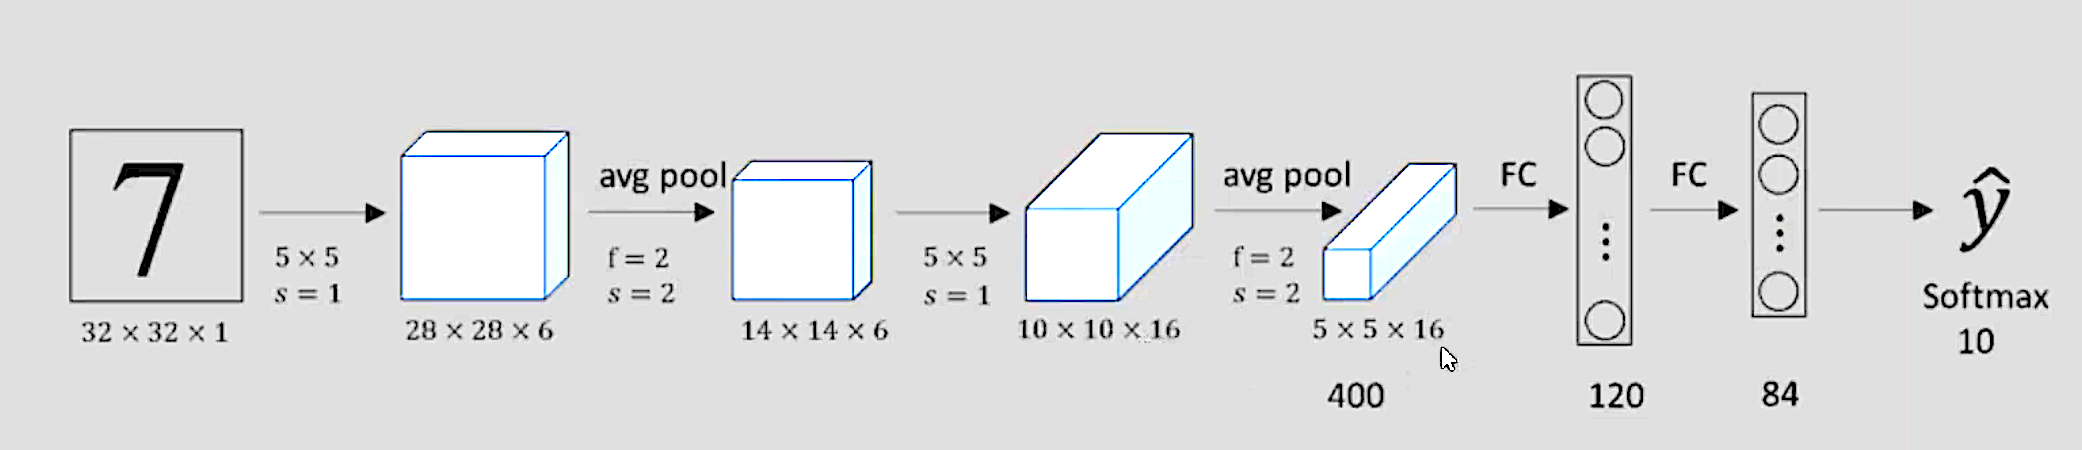 7
5 × 5
s = 1
32 × 32 × 1
28 × 28 × 6
avg pool
f = 2
s = 2
14 × 14 × 6
5 × 5
s = 1
10 × 10 × 16
avg pool
f = 2
s = 2
5 × 5 × 16
400
FC
120
FC
84
ŷ
Softmax
10